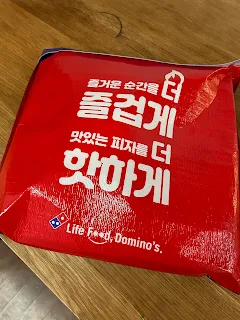 즐거운 순간을 더
즐겁게
맛있는 피자를 더
핫하게
Life Food, Domino's.